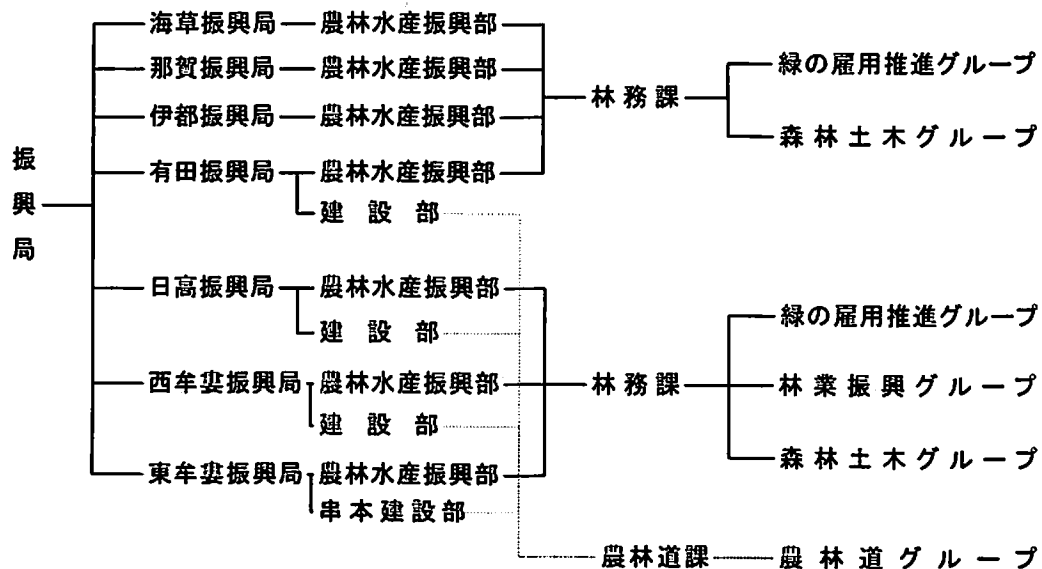 振興局
海草振興局 農林水産振興部
那賀振興局 農林水産振興部
伊都振興局 農林水産振興部
有田振興局 農林水産振興部
建設部
林務課
緑の雇用推進グループ
森林土木グループ
日高振興局 農林水産振興部
建設部
西牟婁振興局 農林水産振興部
建設部
東牟婁振興局 農林水産振興部
串本建設部
林務課
緑の雇用推進グループ
林業振興グループ
森林土木グループ
農林道課 農林道グループ